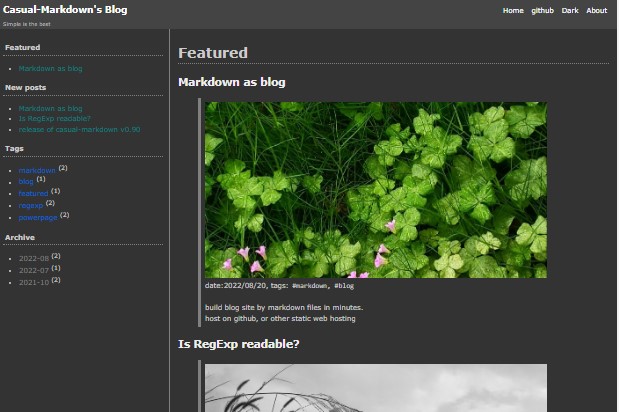 Casual-Markdown's Blog
Simple is the best
Home github Dark About
Featured
Markdown as blog
New posts
Markdown as blog
Is RegExp readable?
release of casual-markdown v0.90
Tags
markdown (2)
blog (1)
featured (1)
regexp (2)
powerpage (2)
Archive
2022-08 (2)
2022-07 (1)
2021-10 (2)
Featured
Markdown as blog
date:2022/08/20, tags: #markdown, #blog
build blog site by markdown files in minutes.
host on github, or other static web hosting
Is RegExp readable?